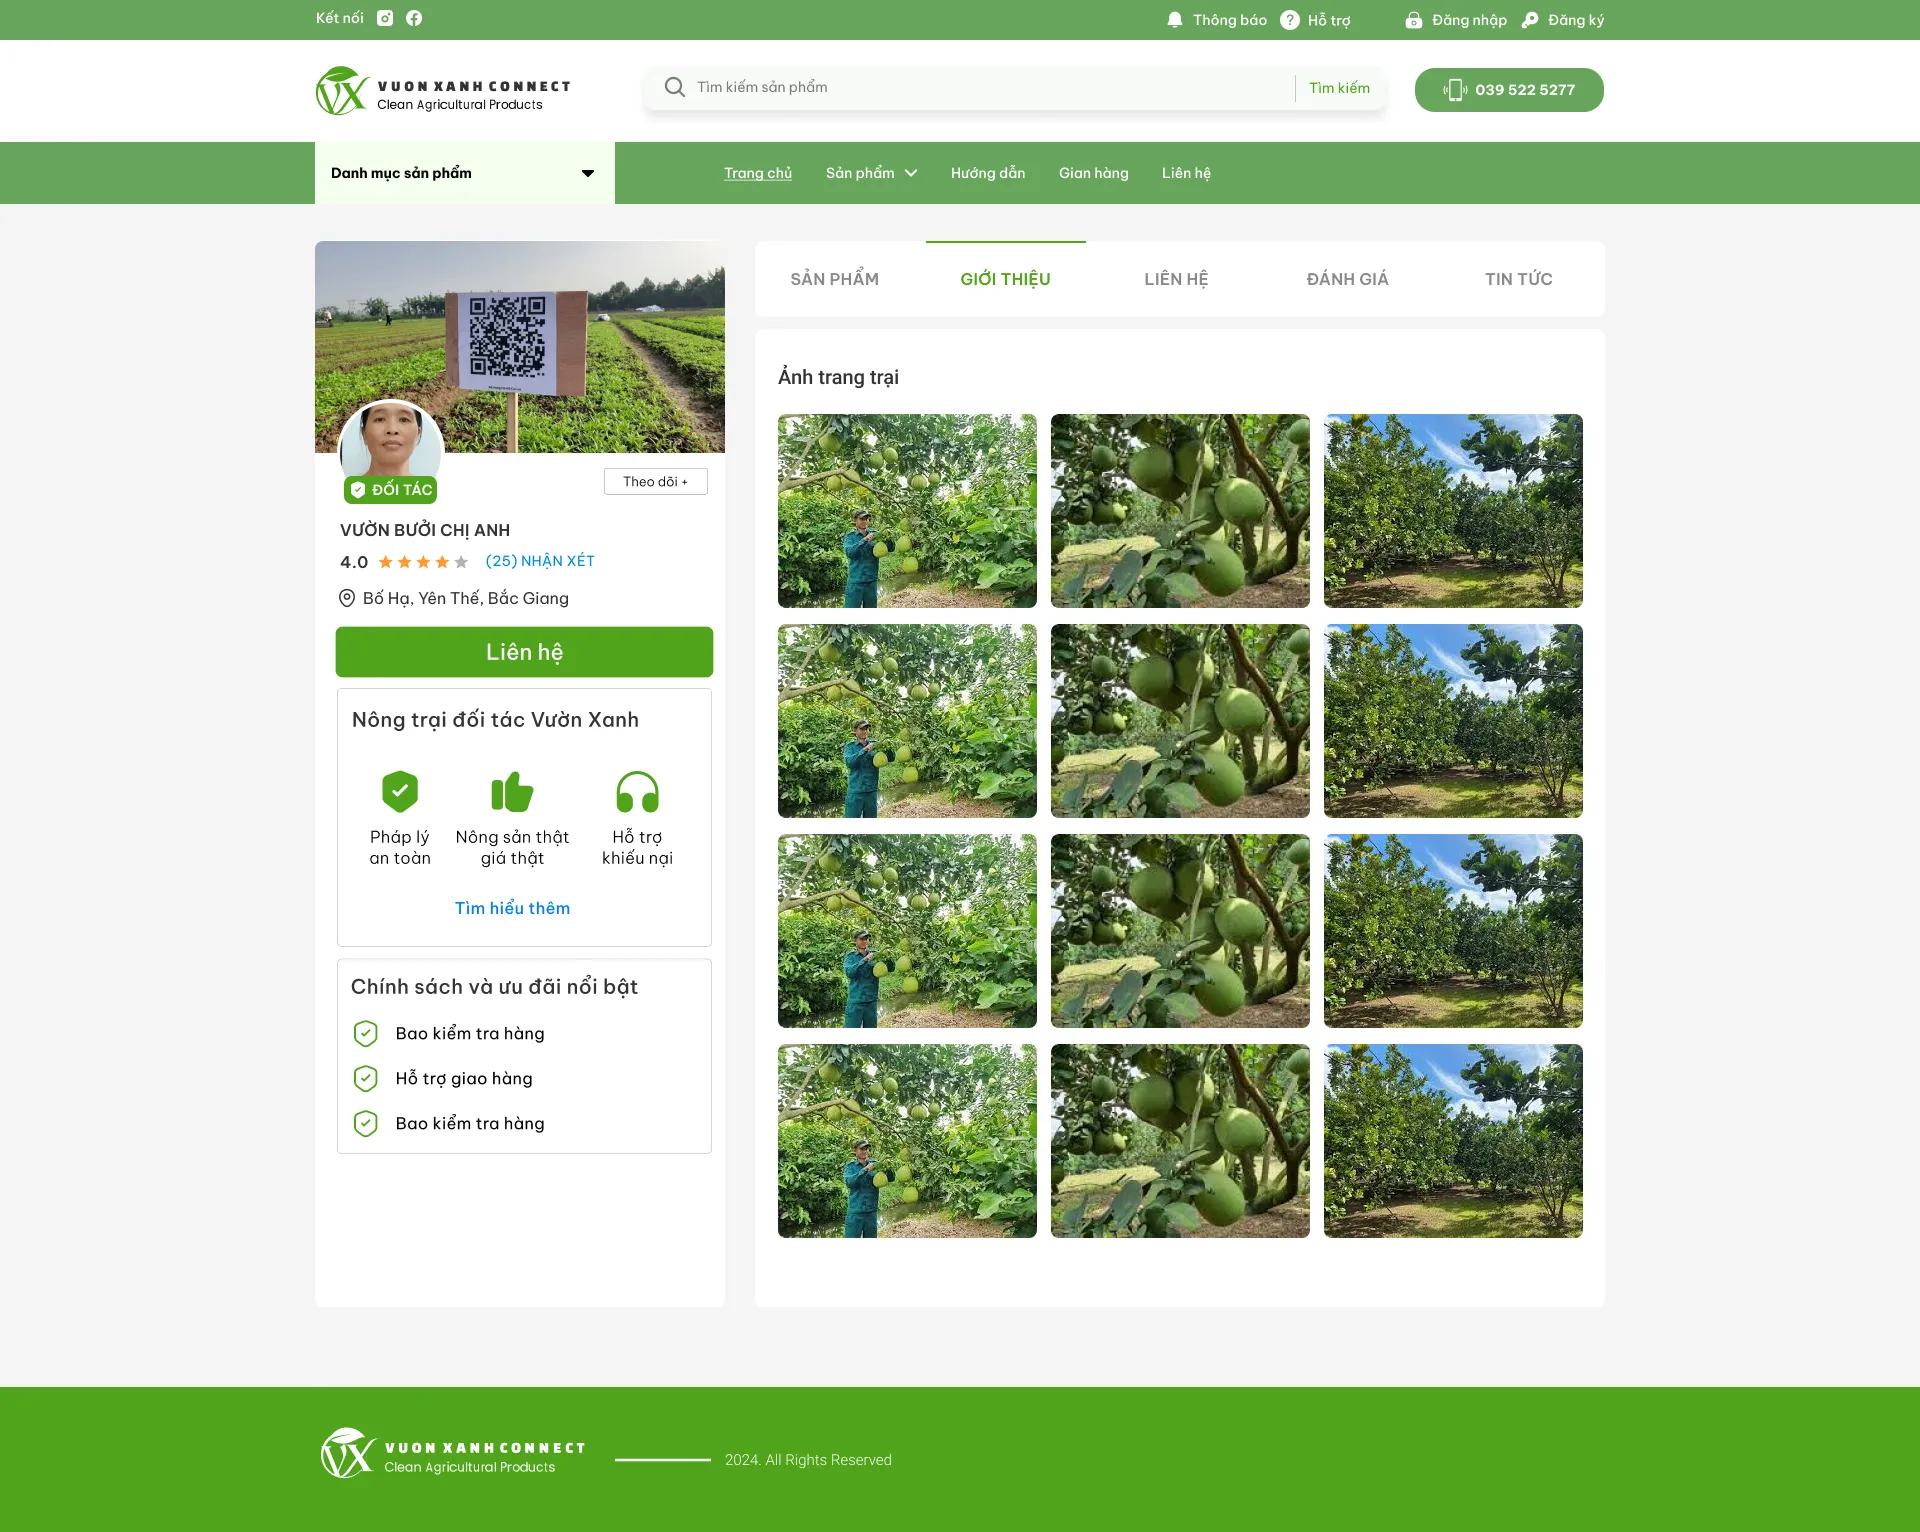 Kết nối
Thông báo
Hỗ trợ
Đăng nhập
Đăng ký
VUON XANH CONNECT
Clean Agricultural Products
Tìm kiếm sản phẩm
Tìm kiếm
039 522 5277
Danh mục sản phẩm
Trang chủ
Sản phẩm
Hướng dẫn
Gian hàng
Liên hệ
SẢN PHẨM
GIỚI THIỆU
LIÊN HỆ
ĐÁNH GIÁ
TIN TỨC
ĐỐI TÁC
Theo dõi +
VƯỜN BƯỞI CHỊ ANH
4.0
(25) NHẬN XÉT
Bố Hạ, Yên Thế, Bắc Giang
Liên hệ
Nông trại đối tác Vườn Xanh
Pháp lý
an toàn
Nông sản thật
giá thật
Hỗ trợ
khiếu nại
Tìm hiểu thêm
Chính sách và ưu đãi nổi bật
Bao kiểm tra hàng
Hỗ trợ giao hàng
Bao kiểm tra hàng
Ảnh trang trại
VUON XANH CONNECT
Clean Agricultural Products
2024. All Rights Reserved